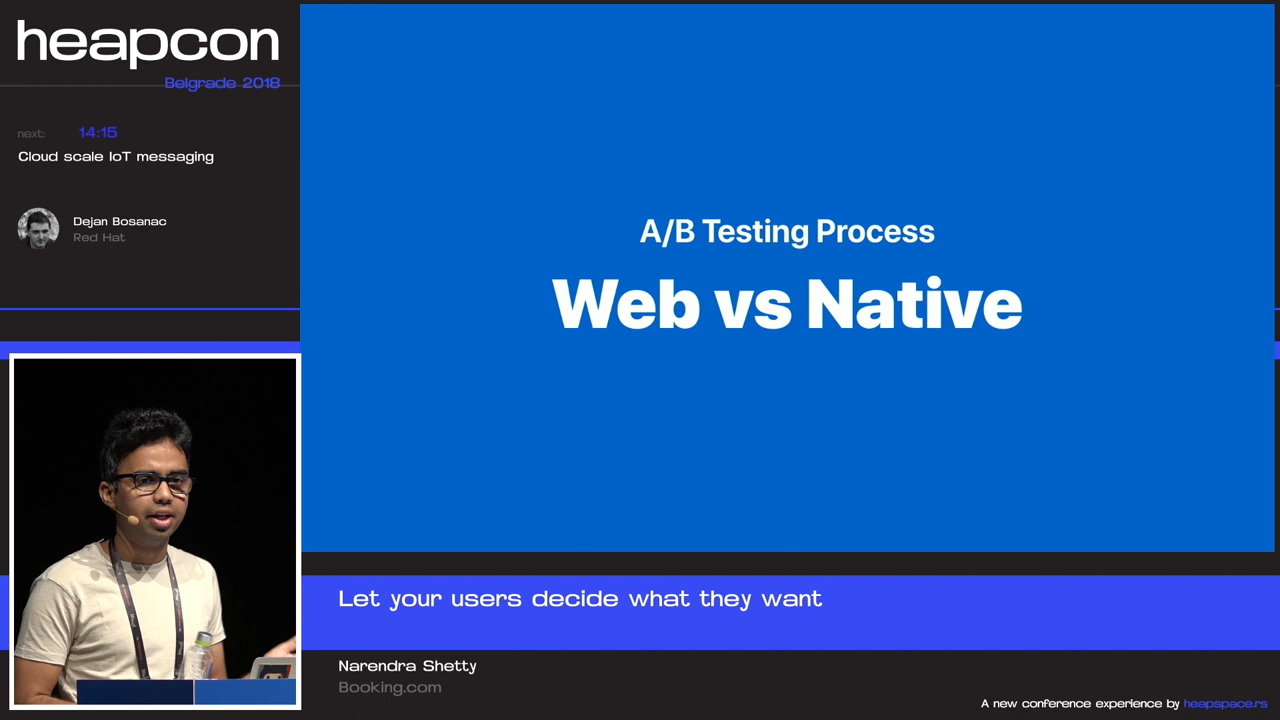 heapcon
Belgrade 2018
next: 14:15
Cloud scale IoT messaging
Dejan Bosanac
Red Hat
A/B Testing Process
Web vs Native
Let your users decide what they want
Narendra Shetty
Booking.com
A new conference experience by heapspace.rs